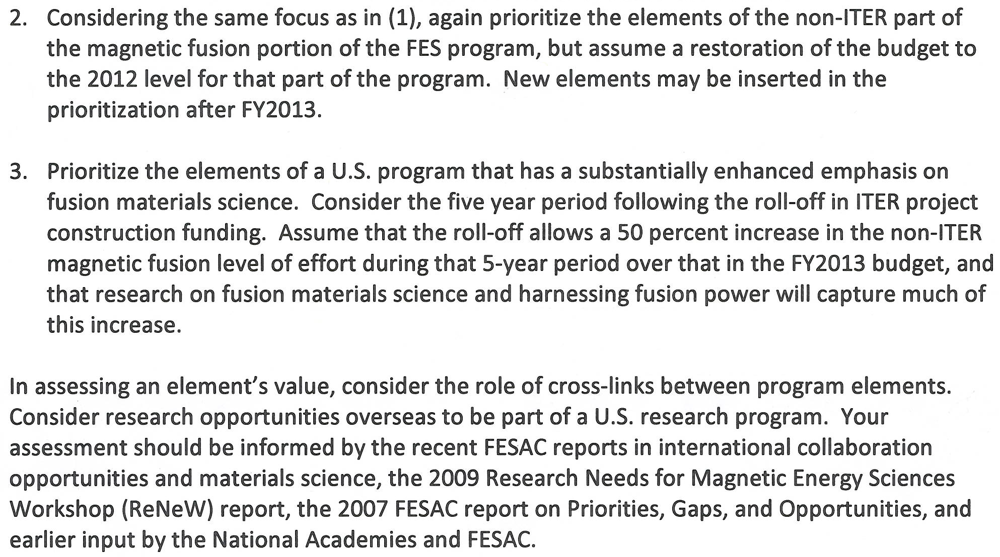 2. Considering the same focus as in (1), again prioritize the elements of the non-ITER part of
the magnetic fusion portion of the FES program, but assume a restoration of the budget to
the 2012 level for that part of the program.  New elements may be inserted in the
prioritization after FY2013.
3. Prioritize the elements of a U.S. program that has a substantially enhanced emphasis on
fusion materials science.  Consider the five year period following the roll-off in ITER project
construction funding.  Assume that the roll-off allows a 50 percent increase in the non-ITER
magnetic fusion level of effort during that 5-year period over that in the FY2013 budget, and
that research on fusion materials science and harnessing fusion power will capture much of
this increase.
In assessing an element’s value, consider the role of cross-links between program elements.
Consider research opportunities overseas to be part of a U.S. research program.  Your
assessment should be informed by the recent FESAC reports in international collaboration
opportunities and materials science, the 2009 Research Needs for Magnetic Energy Sciences
Workshop (ReNeW) report, the 2007 FESAC report on Priorities, Gaps, and Opportunities, and
earlier input by the National Academies and FESAC.